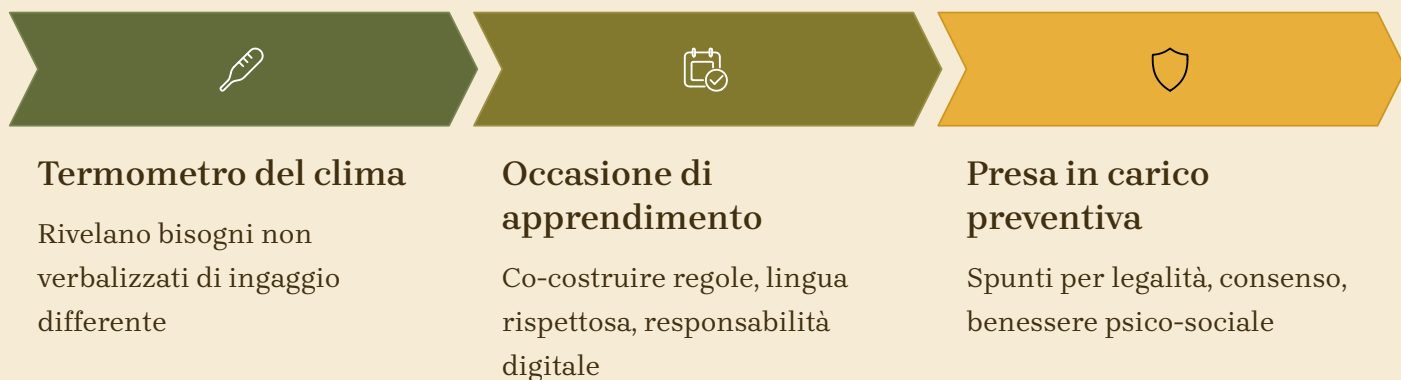 Termometro del clima
Rivelano bisogni non
verbalizzati di ingaggio
differente
Occasione di
apprendimento
Co-costruire regole, lingua
rispettosa, responsabilità
digitale
Presa in carico
preventiva
Spunti per legalità, consenso,
benessere psico-sociale